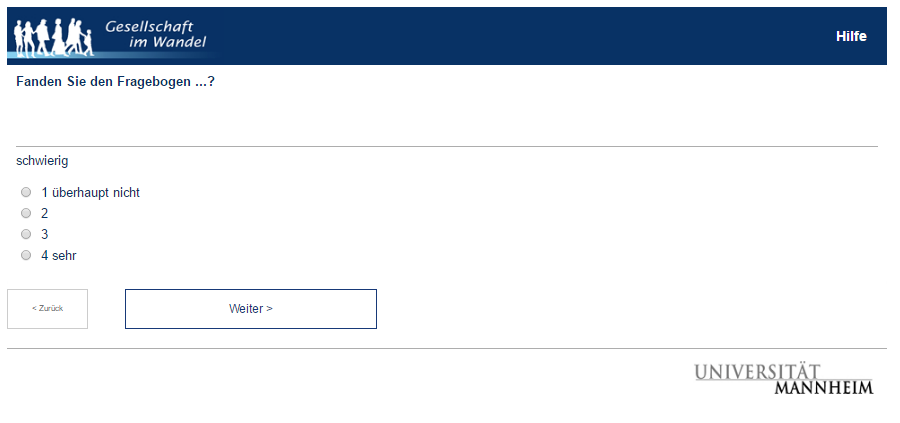 Gesellschaft
im Wandel
Hilfe
Fanden Sie den Fragebogen ...?
schwierig
1 überhaupt nicht
2
3
4 sehr
< Zurück
Weiter >
UNIVERSITÄT
MANNHEIM